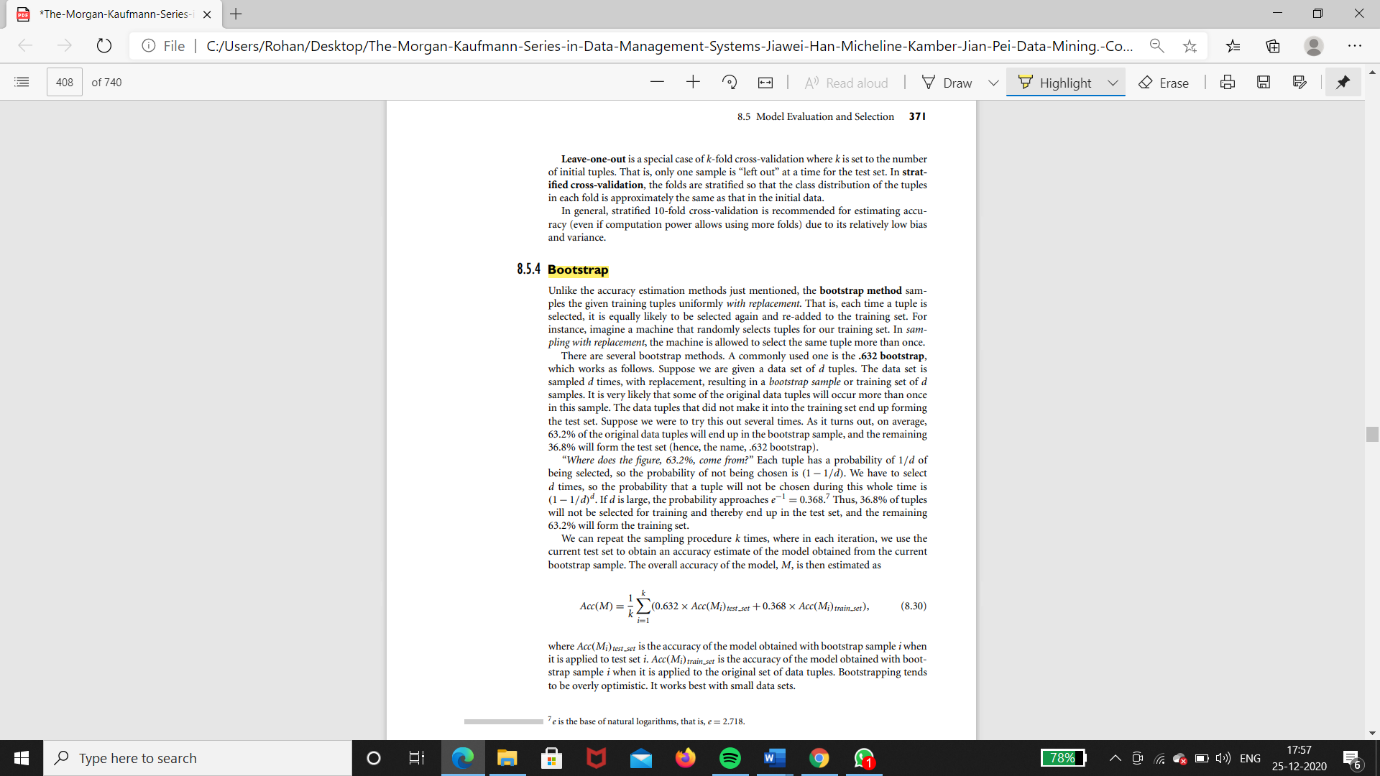 *The-Morgan-Kaufmann-Series-
File | C:/Users/Rohan/Desktop/The-Morgan-Kaufmann-Series-in-Data-Management-Systems-Jiawei-Han-Micheline-Kamber-Jian-Pei-Data-Mining.-Co...
408 of 740
Read aloud
Draw
Highlight
Erase
8.5 Model Evaluation and Selection 371
Leave-one-out is a special case of k-fold cross-validation where k is set to the number
of initial tuples. That is, only one sample is “left out” at a time for the test set. In strat-
ified cross-validation, the folds are stratified so that the class distribution of the tuples
in each fold is approximately the same as that in the initial data.
In general, stratified 10-fold cross-validation is recommended for estimating accu-
racy (even if computation power allows using more folds) due to its relatively low bias
and variance.
8.5.4 Bootstrap
Unlike the accuracy estimation methods just mentioned, the bootstrap method sam-
ples the given training tuples uniformly with replacement. That is, each time a tuple is
selected, it is equally likely to be selected again and re-added to the training set. For
instance, imagine a machine that randomly selects tuples for our training set. In sam-
pling with replacement, the machine is allowed to select the same tuple more than once.
There are several bootstrap methods. A commonly used one is the .632 bootstrap,
which works as follows. Suppose we are given a data set of d tuples. The data set is
sampled d times, with replacement, resulting in a bootstrap sample or training set of d
samples. It is very likely that some of the original data tuples will occur more than once
in this sample. The data tuples that did not make it into the training set end up forming
the test set. Suppose we were to try this out several times. As it turns out, on average,
63.2% of the original data tuples will end up in the bootstrap sample, and the remaining
36.8% will form the test set (hence, the name, .632 bootstrap).
“Where does the figure, 63.2%, come from?” Each tuple has a probability of 1/d of
being selected, so the probability of not being chosen is (1 − 1/d). We have to select
d times, so the probability that a tuple will not be chosen during this whole time is
(1 − 1/d)^d. If d is large, the probability approaches e^−1 = 0.368.^7 Thus, 36.8% of tuples
will not be selected for training and thereby end up in the test set, and the remaining
63.2% will form the training set.
We can repeat the sampling procedure k times, where in each iteration, we use the
current test set to obtain an accuracy estimate of the model obtained from the current
bootstrap sample. The overall accuracy of the model, M, is then estimated as
Acc(M) = 1/k ∑_{i=1}^{k} (0.632 × Acc(M_i)_test_set + 0.368 × Acc(M_i)_train_set), (8.30)
where Acc(M_i)_test_set is the accuracy of the model obtained with bootstrap sample i when
it is applied to test set i. Acc(M_i)_train_set is the accuracy of the model obtained with boot-
strap sample i when it is applied to the original set of data tuples. Bootstrapping tends
to be overly optimistic. It works best with small data sets.
^7 e is the base of natural logarithms, that is, e = 2.718.
Type here to search
78%
ENG
17:57
25-12-2020